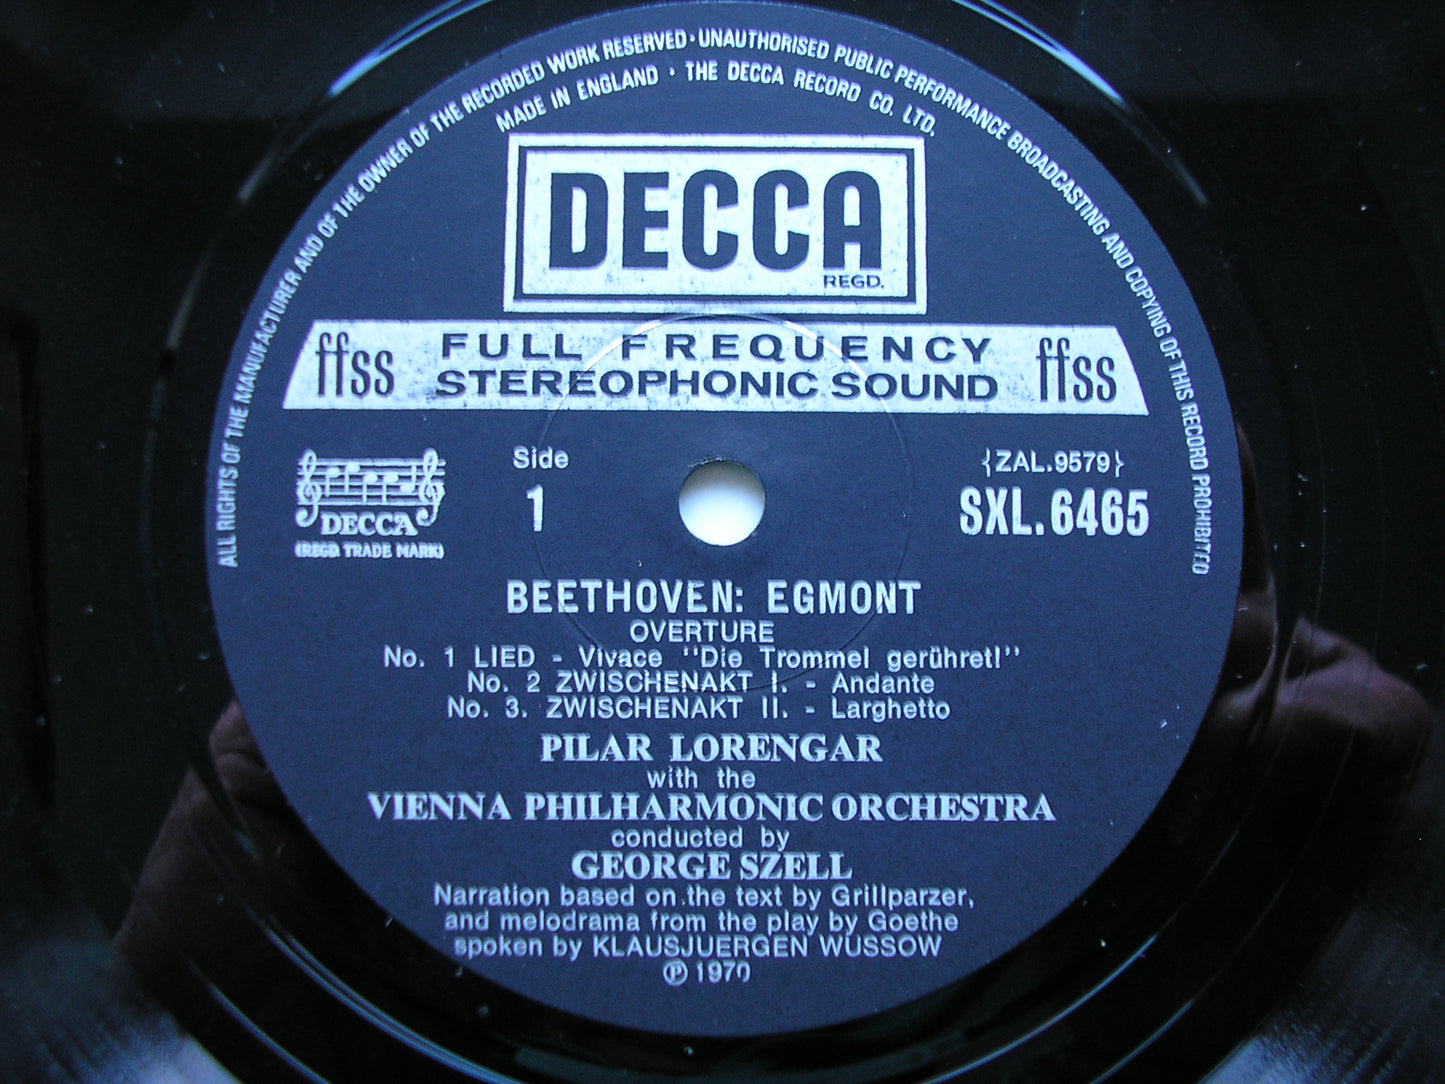 ALL RIGHTS OF THE MANUFACTURER AND OF THE OWNER OF THE RECORDED WORK RESERVED · UNAUTHORISED PUBLIC PERFORMANCE BROADCASTING AND COPYING OF THIS RECORD PROHIBITED
MADE IN ENGLAND · THE DECCA RECORD CO. LTD.
DECCA
REGD.
ffss FULL FREQUENCY STEREOPHONIC SOUND ffss
DECCA
(REGD. TRADE MARK)
Side
1
{ZAL.9579}
SXL.6465
BEETHOVEN: EGMONT
OVERTURE
No. 1 LIED - Vivace "Die Trommel gerühret!"
No. 2 ZWISCHENAKT I. - Andante
No. 3. ZWISCHENAKT II. - Larghetto
PILAR LORENGAR
with the
VIENNA PHILHARMONIC ORCHESTRA
conducted by
GEORGE SZELL
Narration based on the text by Grillparzer,
and melodrama from the play by Goethe
spoken by KLAUSJUERGEN WUSSOW
℗ 1970